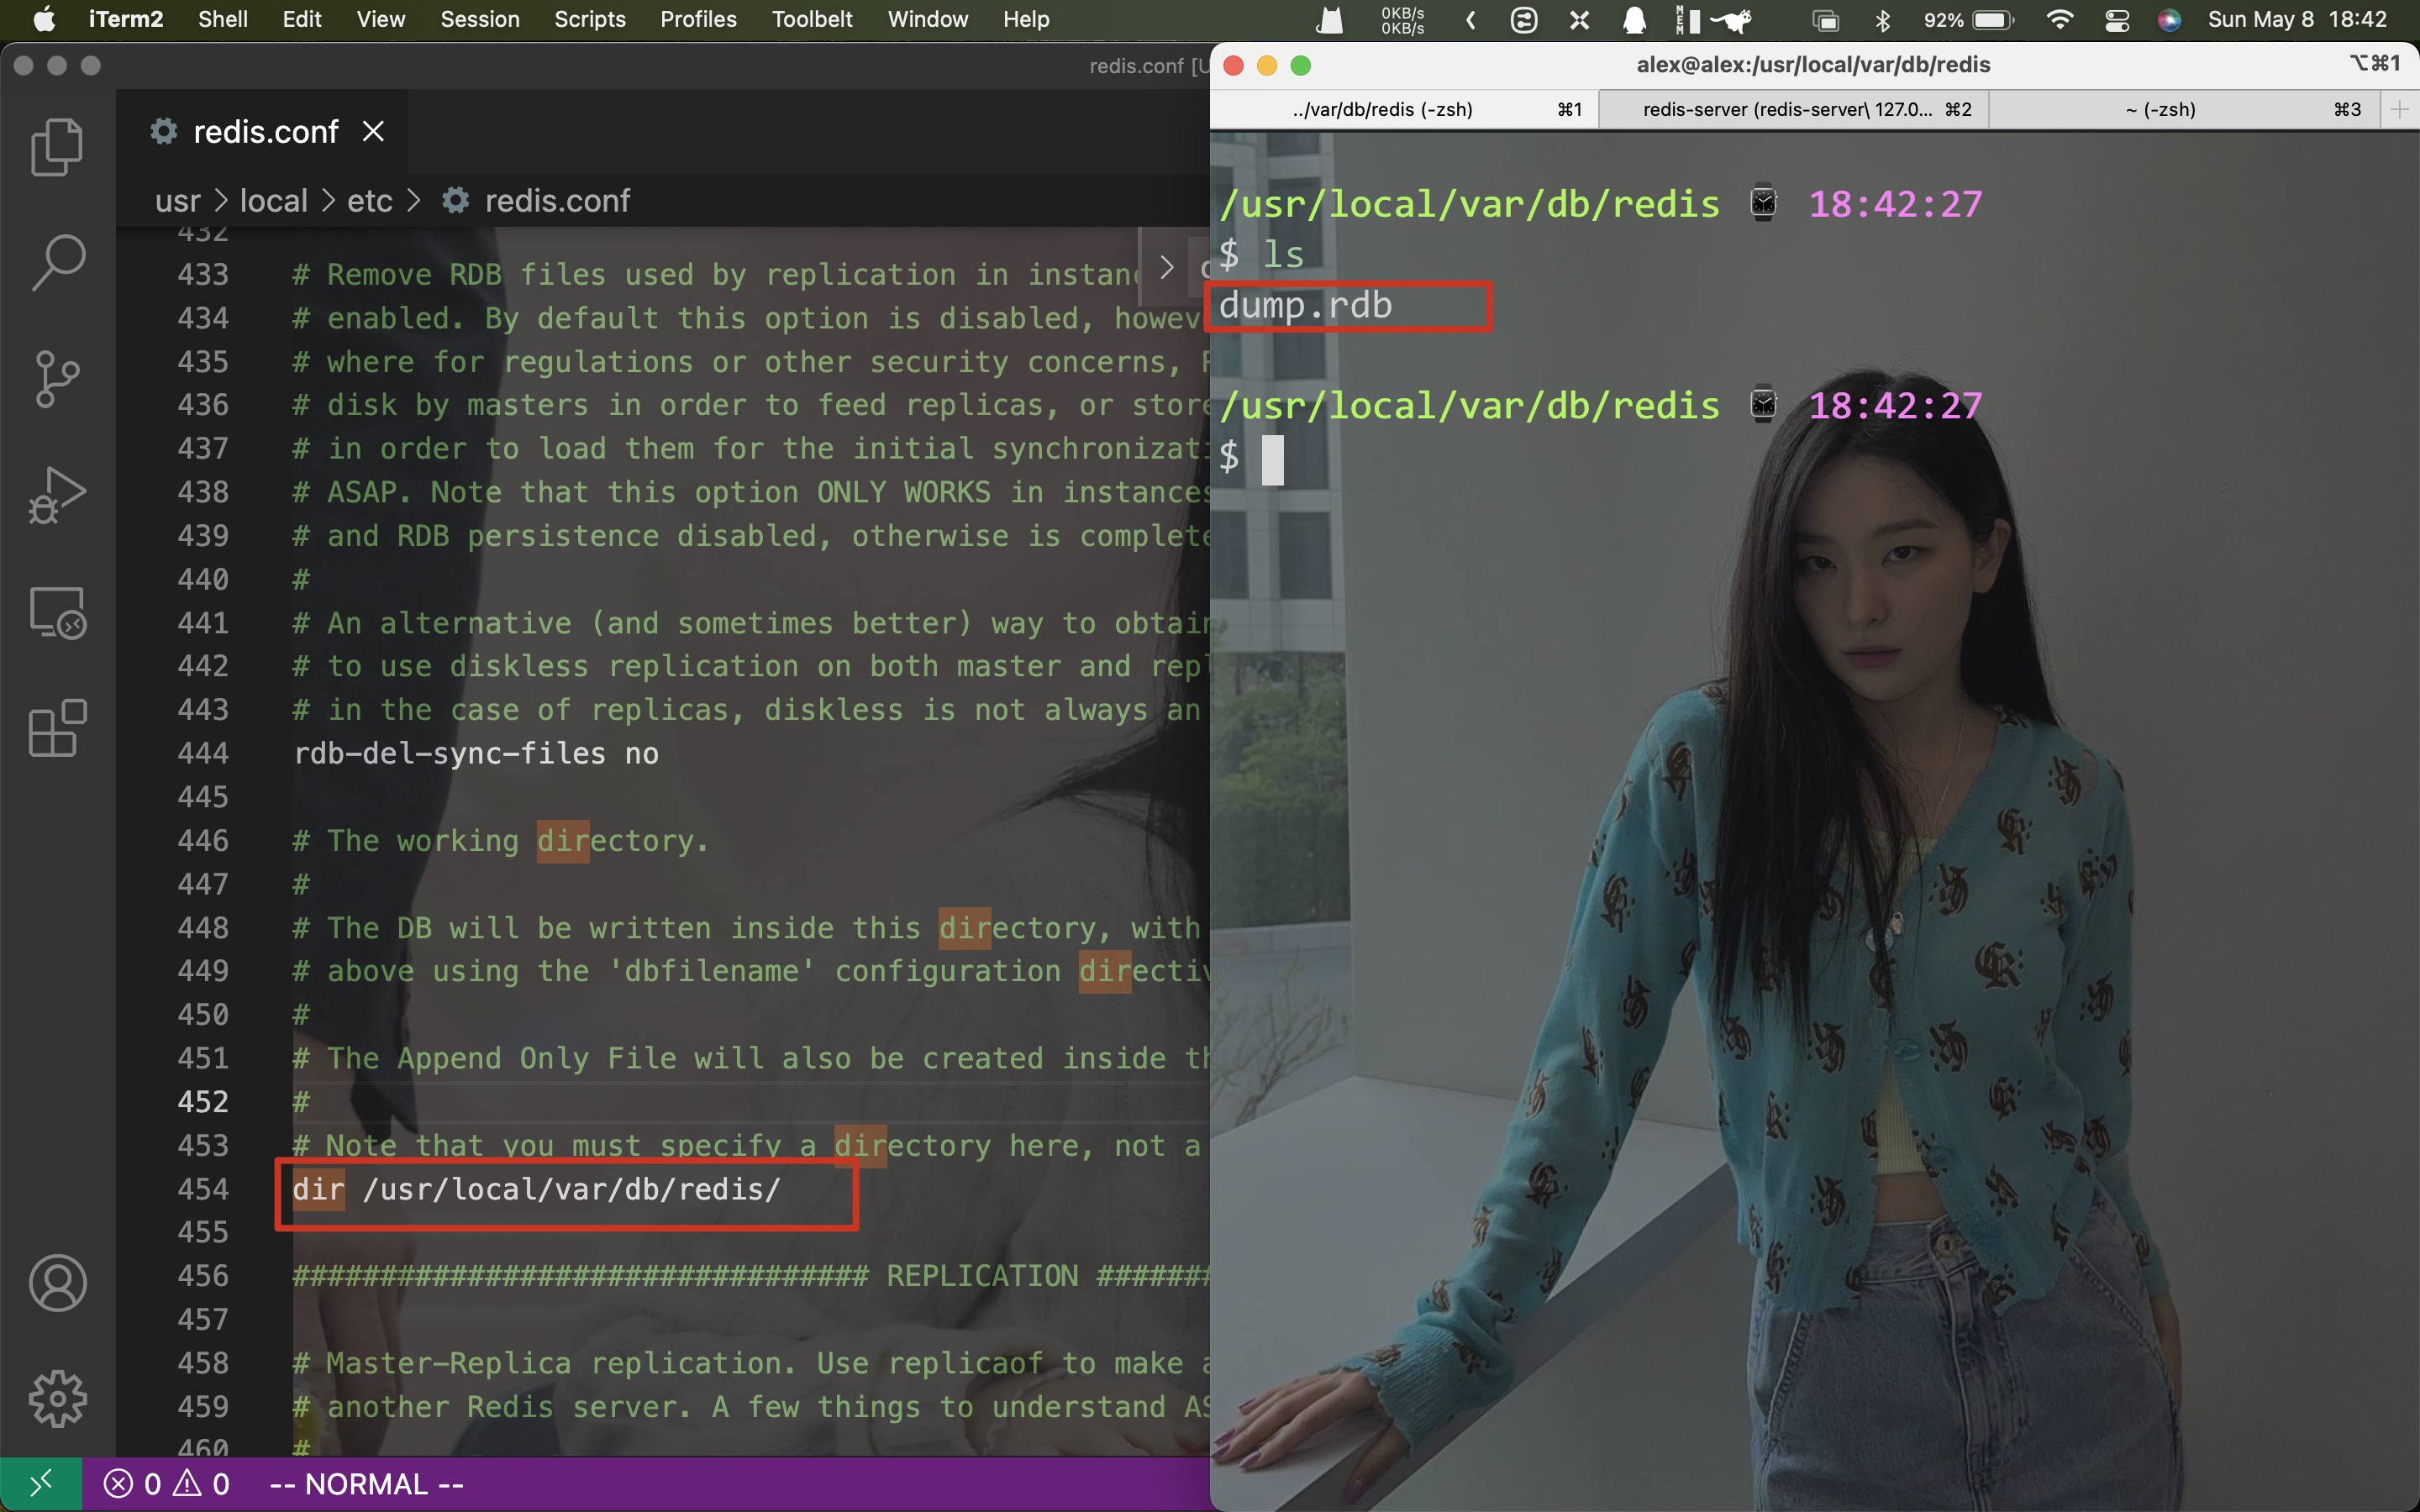 iTerm2 Shell Edit View Session Scripts Profiles Toolbelt Window Help
0KB/s
0KB/s
MEM
92%
Sun May 8 18:42
redis.conf [U
redis.conf
usr > local > etc > redis.conf
432
433 # Remove RDB files used by replication in instanc
434 # enabled. By default this option is disabled, howev
435 # where for regulations or other security concerns,
436 # disk by masters in order to feed replicas, or store
437 # in order to load them for the initial synchronizati
438 # ASAP. Note that this option ONLY WORKS in instances
439 # and RDB persistence disabled, otherwise is complete
440 #
441 # An alternative (and sometimes better) way to obtain
442 # to use diskless replication on both master and repl
443 # in the case of replicas, diskless is not always an
444 rdb-del-sync-files no
445
446 # The working directory.
447 #
448 # The DB will be written inside this directory, with
449 # above using the 'dbfilename' configuration directiv
450 #
451 # The Append Only File will also be created inside th
452 #
453 # Note that you must specify a directory here, not a
454 dir /usr/local/var/db/redis/
455
456 ################################# REPLICATION #######
457
458 # Master-Replica replication. Use replicaof to make a
459 # another Redis server. A few things to understand AS
460 #
0 0 -- NORMAL --
alex@alex:/usr/local/var/db/redis ⌥⌘1
../var/db/redis (-zsh) ⌘1 redis-server (redis-server\ 127.0... ⌘2 ~ (-zsh) ⌘3
/usr/local/var/db/redis 18:42:27
$ ls
dump.rdb
/usr/local/var/db/redis 18:42:27
$